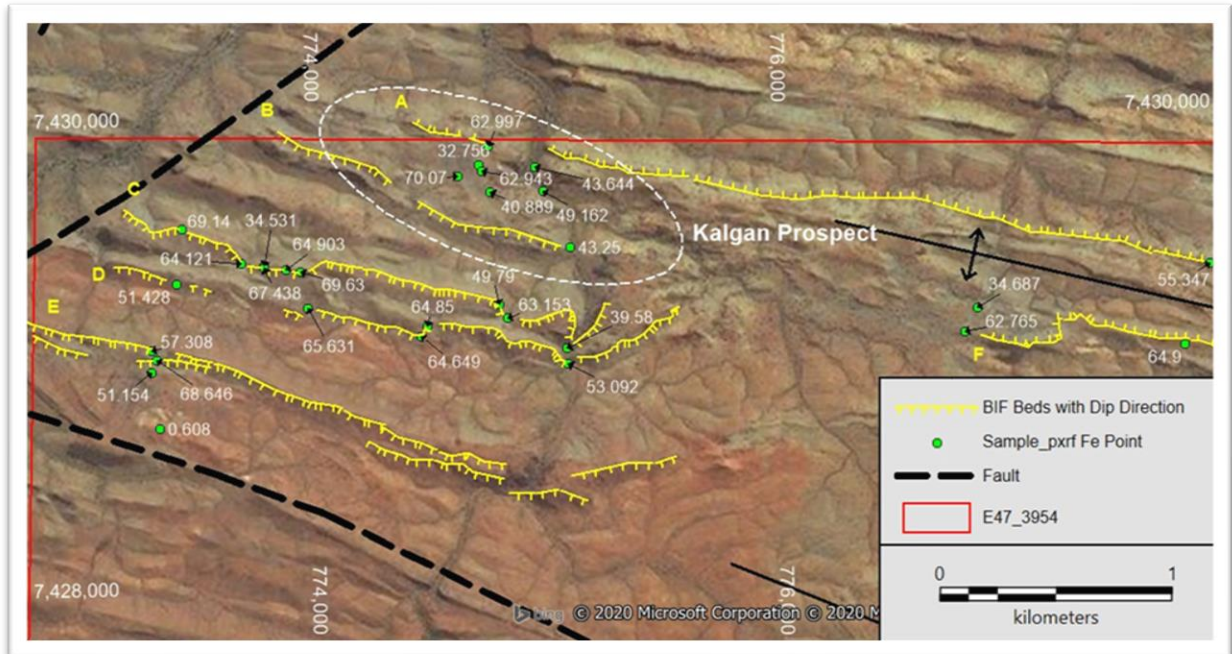 774,000
776,000
7,430,000
7,430,000
A
B
62.997
32.756
70.07
62.943
43.644
40.889
49.162
C
69.14
34.531
64.903
43.25
Kalgan Prospect
64.121
67.438
69.63
49.79
55.347
D
51.428
64.85
63.153
39.58
34.687
E
65.631
62.765
57.308
64.649
F
64.9
51.154
68.646
53.092
0.608
BIF Beds with Dip Direction
Sample_pxrf Fe Point
Fault
E47_3954
7,428,000
774,000
776,000
0 1
kilometers
bing © 2020 Microsoft Corporation © 2020 M